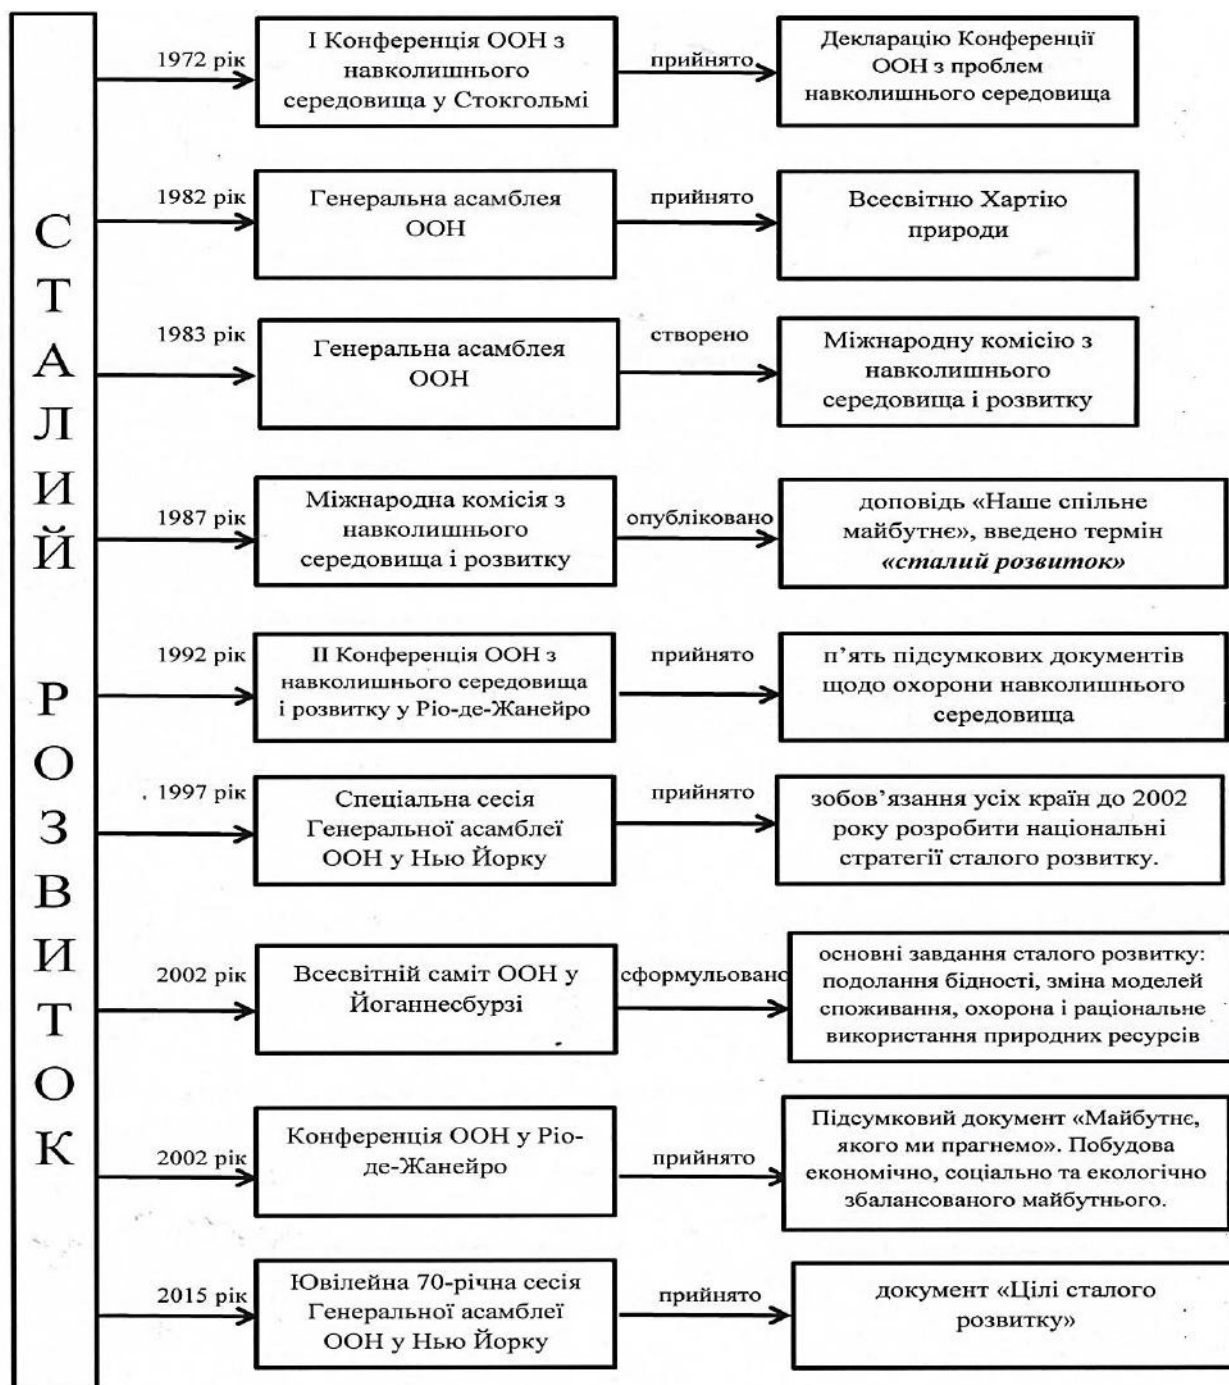 СТАЛИЙ РОЗВИТОК
1972 рік
І Конференція ООН з
навколишнього
середовища у Стокгольмі
прийнято
Декларацію Конференції
ООН з проблем
навколишнього середовища
1982 рік
Генеральна асамблея
ООН
прийнято
Всесвітню Хартію
природи
1983 рік
Генеральна асамблея
ООН
створено
Міжнародну комісію з
навколишнього
середовища і розвитку
1987 рік
Міжнародна комісія з
навколишнього
середовища і розвитку
опубліковано
доповідь «Наше спільне
майбутнє», введено термін
«сталий розвиток»
1992 рік
ІІ Конференція ООН з
навколишнього середовища
і розвитку у Ріо-де-Жанейро
прийнято
п’ять підсумкових документів
щодо охорони навколишнього
середовища
1997 рік
Спеціальна сесія
Генеральної асамблеї
ООН у Нью Йорку
прийнято
зобов’язання усіх країн до 2002
року розробити національні
стратегії сталого розвитку.
2002 рік
Всесвітній саміт ООН у
Йоганнесбурзі
сформульовано
основні завдання сталого розвитку:
подолання бідності, зміна моделей
споживання, охорона і раціональне
використання природних ресурсів
2002 рік
Конференція ООН у Ріо-
де-Жанейро
прийнято
Підсумковий документ «Майбутнє,
якого ми прагнемо». Побудова
економічно, соціально та екологічно
збалансованого майбутнього.
2015 рік
Ювілейна 70-річна сесія
Генеральної асамблеї
ООН у Нью Йорку
прийнято
документ «Цілі сталого
розвитку»